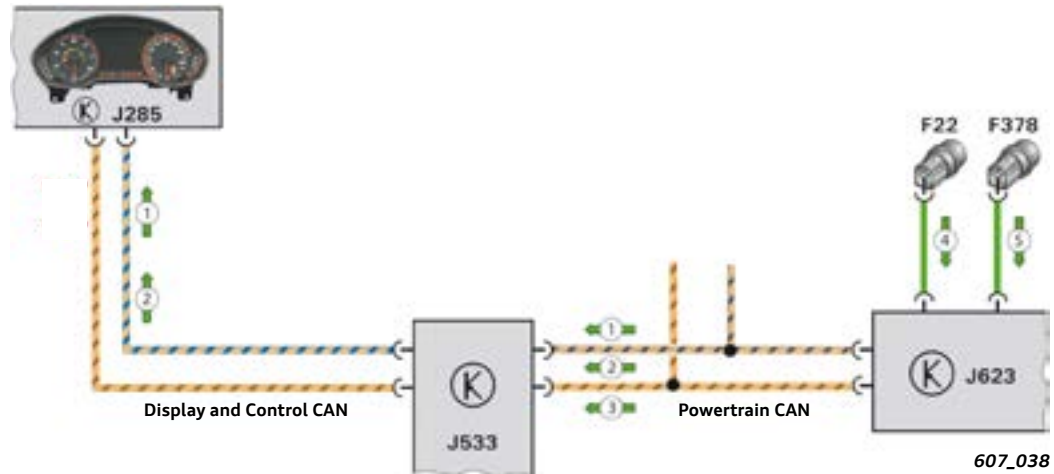 J285
F22 F378
1
4
5
2
1
2
J623
Display and Control CAN
3
Powertrain CAN
J533
607_038